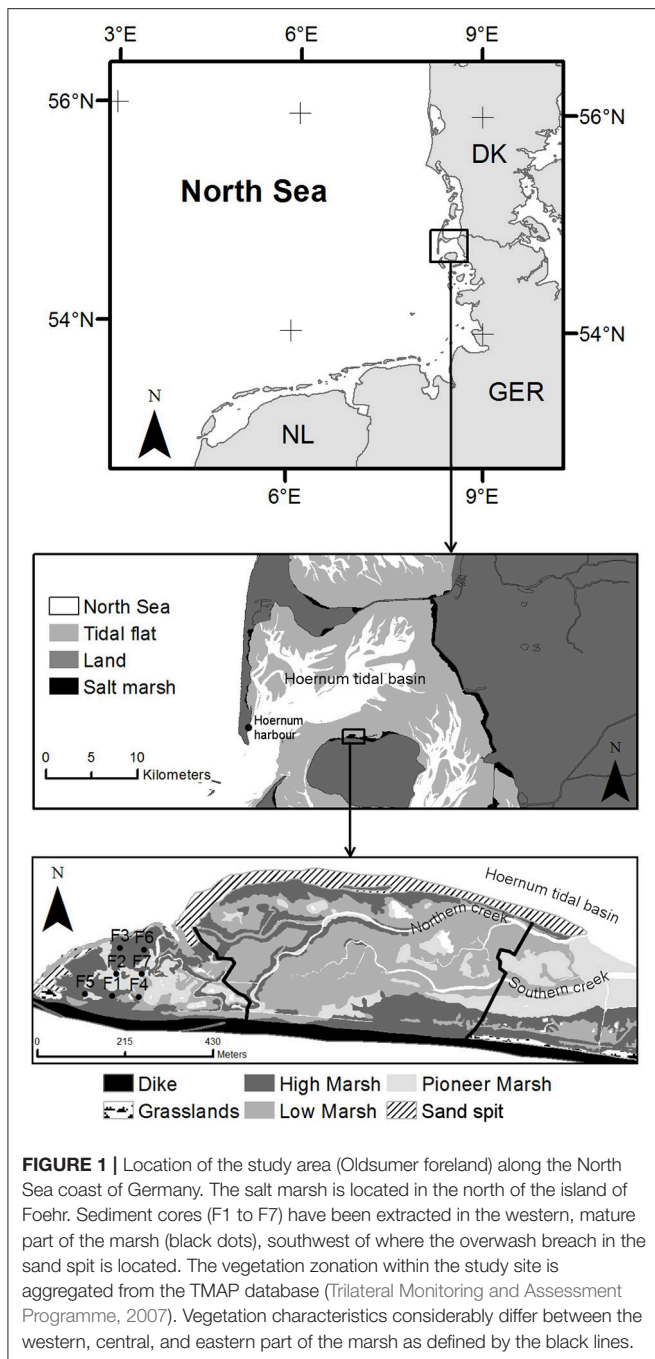 3°E 6°E 9°E
56°N 56°N
DK
North Sea
54°N 54°N
N GER
NL
6°E 9°E
North Sea
Tidal flat
Land
Salt marsh
Hoernum tidal basin
Hoernum
harbour
0 5 10
Kilometers
N
N
Hoernum tidal basin
Northern creek
F3 F6
F2 F7
F5 F1 F4
Southern creek
0 215 430
Meters
Dike High Marsh Pioneer Marsh
Grasslands Low Marsh Sand spit
FIGURE 1 | Location of the study area (Oldsumer foreland) along the North
Sea coast of Germany. The salt marsh is located in the north of the island of
Foehr. Sediment cores (F1 to F7) have been extracted in the western, mature
part of the marsh (black dots), southwest of where the overwash breach in the
sand spit is located. The vegetation zonation within the study site is
aggregated from the TMAP database (Trilateral Monitoring and Assessment
Programme, 2007). Vegetation characteristics considerably differ between the
western, central, and eastern part of the marsh as defined by the black lines.